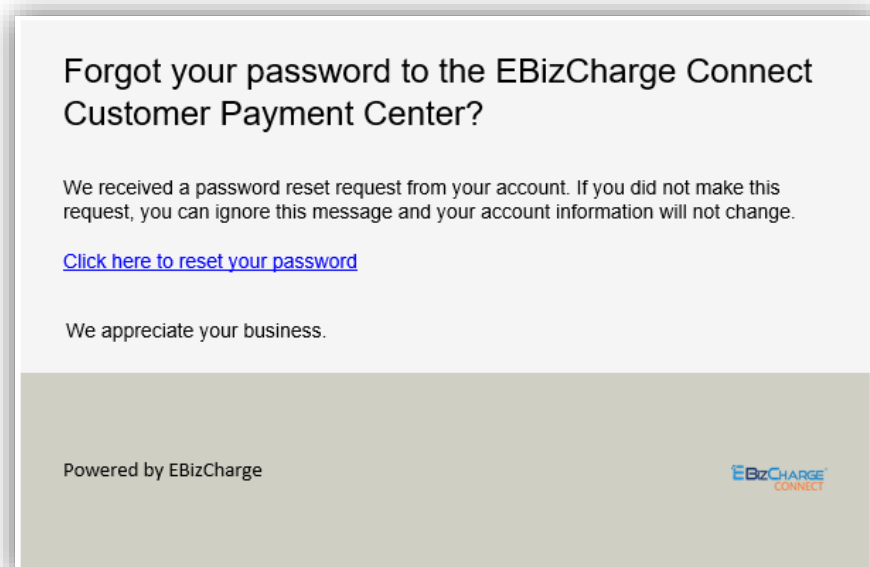 Forgot your password to the EBizCharge Connect
Customer Payment Center?
We received a password reset request from your account. If you did not make this
request, you can ignore this message and your account information will not change.
Click here to reset your password
We appreciate your business.
Powered by EBizCharge
EBizCharge
CONNECT